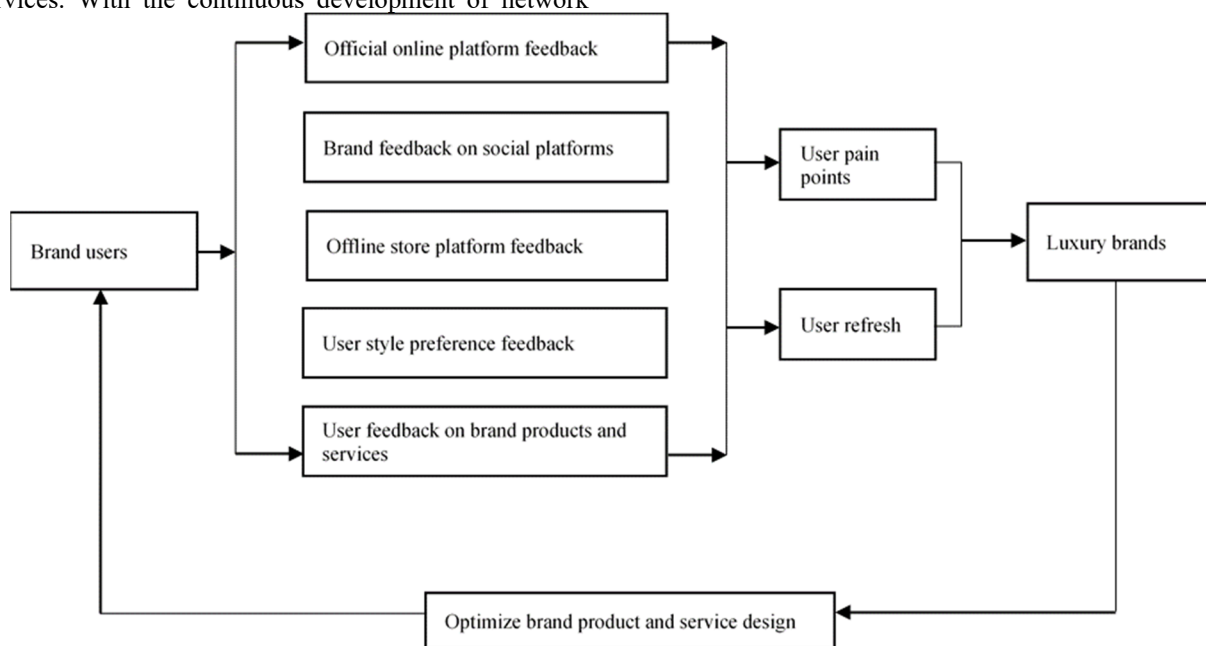 vices. With the continuous development of network
Official online platform feedback
Brand feedback on social platforms
Offline store platform feedback
User style preference feedback
User feedback on brand products and
services
Brand users
User pain
points
User refresh
Luxury brands
Optimize brand product and service design